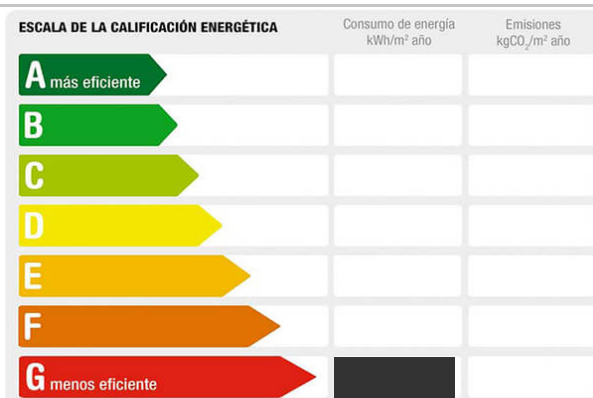 ESCALA DE LA CALIFICACIÓN ENERGÉTICA
Consumo de energía
kWh/m² año
Emisiones
kgCO₂/m² año
A más eficiente
B
C
D
E
F
G menos eficiente